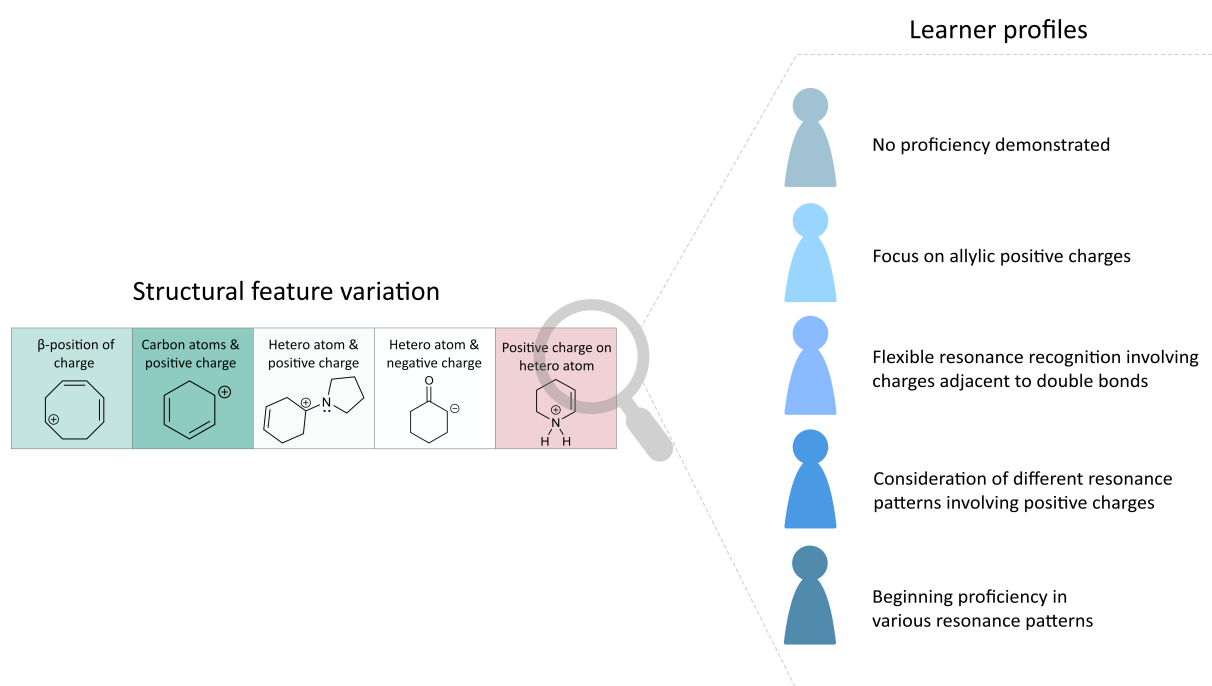 Learner profiles
No proficiency demonstrated
Focus on allylic positive charges
Flexible resonance recognition involving
charges adjacent to double bonds
Consideration of different resonance
patterns involving positive charges
Beginning proficiency in
various resonance patterns
Structural feature variation
β-position of
charge
Carbon atoms &
positive charge
Hetero atom &
positive charge
Hetero atom &
negative charge
Positive charge on
hetero atom
⊕
⊕
⊕
N
O
⊖
⊕
N
H H